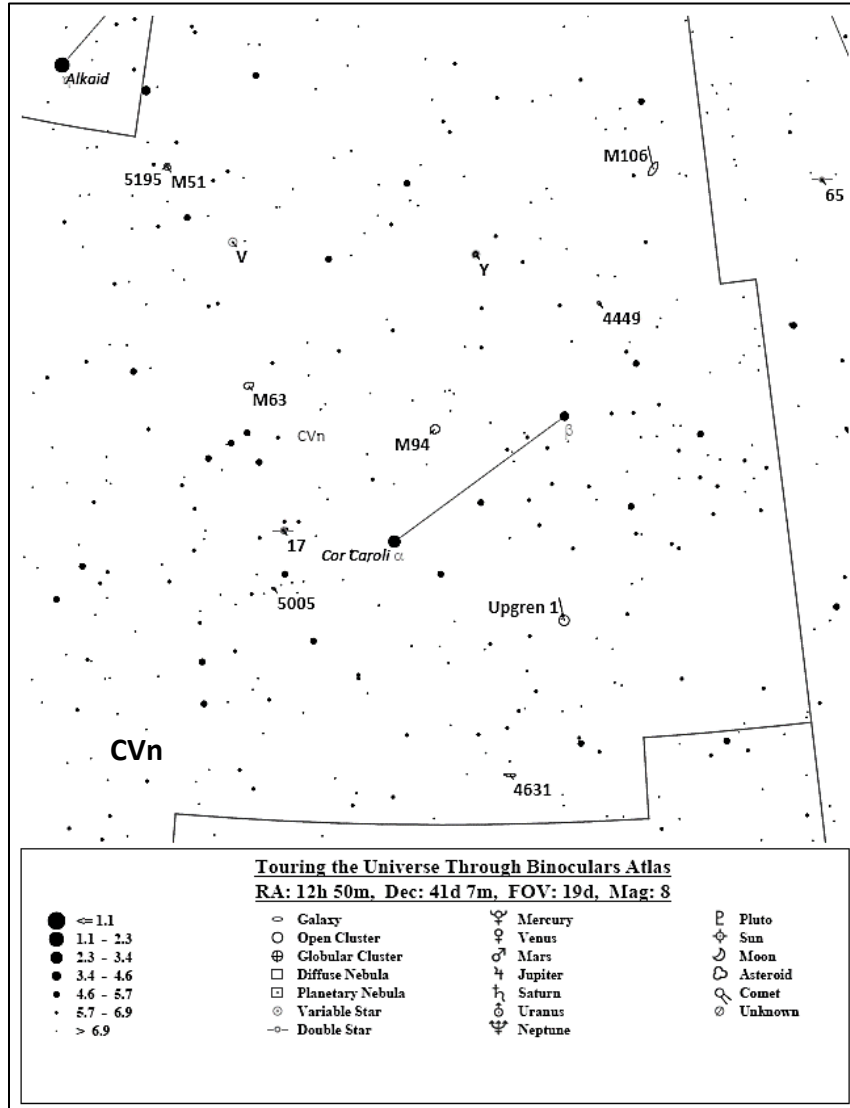 Alkaid
M106
5195 M51
65
V
Y
4449
M63
CVn
M94
β
17
Cor Caroli α
5005
Upgren 1
CVn
4631
Touring the Universe Through Binoculars Atlas
RA: 12h 50m, Dec: 41d 7m, FOV: 19d, Mag: 8
<= 1.1
1.1 - 2.3
2.3 - 3.4
3.4 - 4.6
4.6 - 5.7
5.7 - 6.9
> 6.9
Galaxy
Open Cluster
Globular Cluster
Diffuse Nebula
Planetary Nebula
Variable Star
Double Star
Mercury
Venus
Mars
Jupiter
Saturn
Uranus
Neptune
Pluto
Sun
Moon
Asteroid
Comet
Unknown